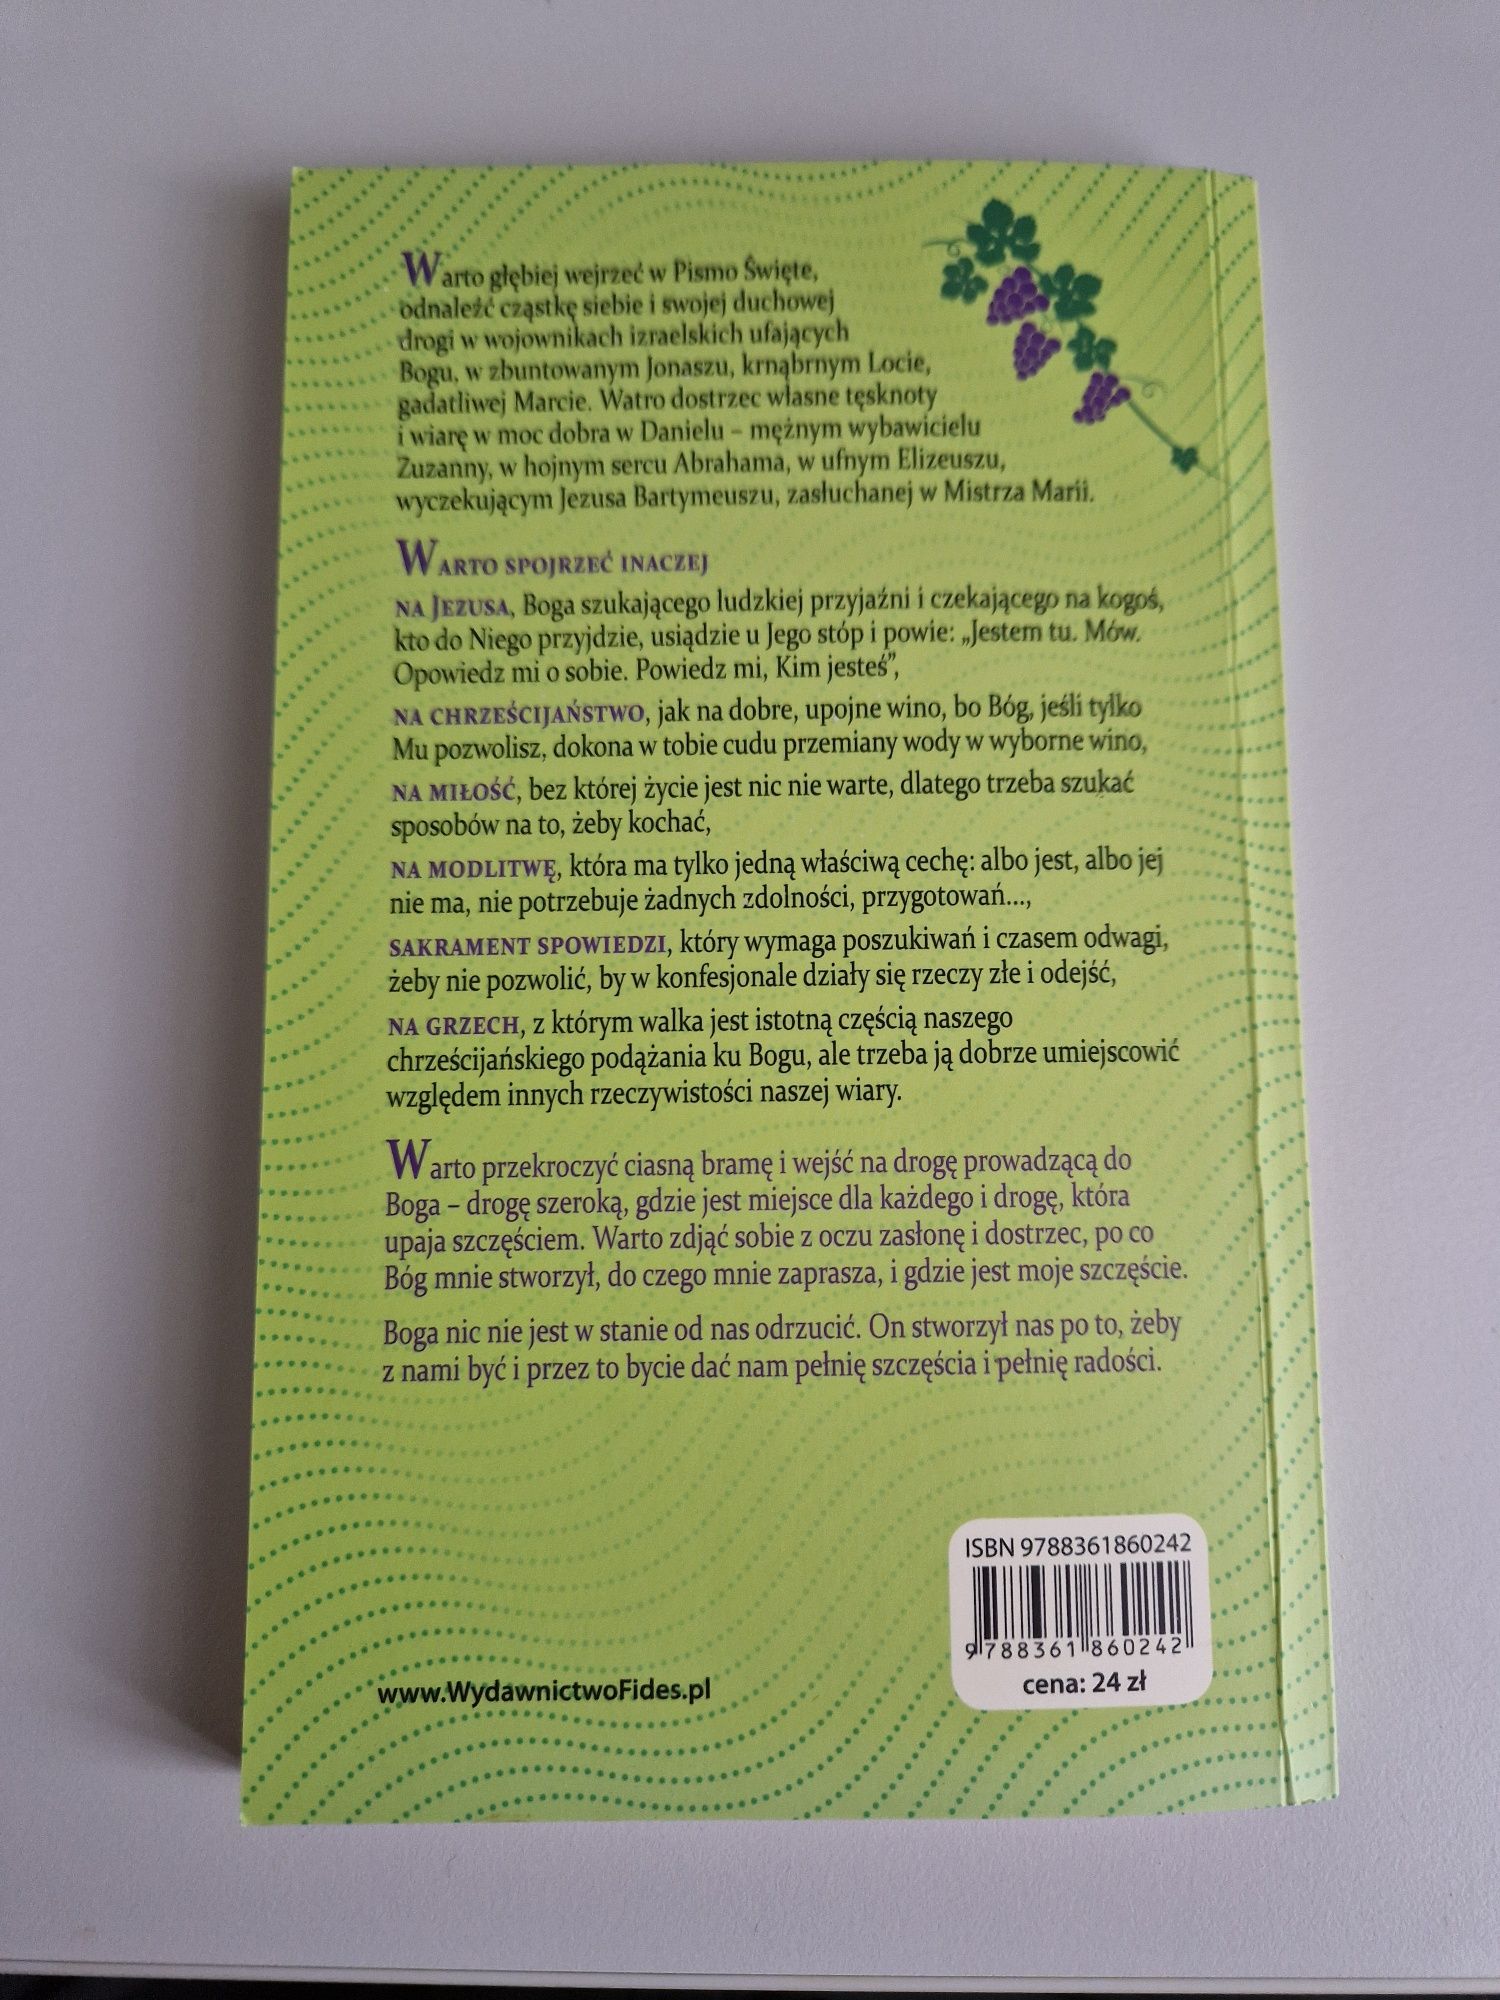 Warto głębiej wejrzeć w Pismo Święte,
odnaleźć cząstkę siebie i swojej duchowej
drogi w wojownikach izraelskich ufających
Bogu, w zbuntowanym Jonaszu, krnąbrnym Locie,
gadatliwej Marcie. Watro dostrzec własne tęsknoty
i wiarę w moc dobra w Danielu – mężnym wybawicielu
Zuzanny, w hojnym sercu Abrahama, w ufnym Elizeuszu,
wyczekującym Jezusa Bartymeuszu, zasłuchanej w Mistrza Marii.
WARTO SPOJRZEĆ INACZEJ
NA JEZUSA, Boga szukającego ludzkiej przyjaźni i czekającego na kogoś,
kto do Niego przyjdzie, usiądzie u Jego stóp i powie: „Jestem tu. Mów.
Opowiedz mi o sobie. Powiedz mi, Kim jesteś”,
NA CHRZEŚCIJAŃSTWO, jak na dobre, upojne wino, bo Bóg, jeśli tylko
Mu pozwolisz, dokona w tobie cudu przemiany wody w wyborne wino,
NA MIŁOŚĆ, bez której życie jest nic nie warte, dlatego trzeba szukać
sposobów na to, żeby kochać,
NA MODLITWĘ, która ma tylko jedną właściwą cechę: albo jest, albo jej
nie ma, nie potrzebuje żadnych zdolności, przygotowań...,
SAKRAMENT SPOWIEDZI, który wymaga poszukiwań i czasem odwagi,
żeby nie pozwolić, by w konfesjonale działy się rzeczy złe i odejść,
NA GRZECH, z którym walka jest istotną częścią naszego
chrześcijańskiego podążania ku Bogu, ale trzeba ją dobrze umiejscowić
względem innych rzeczywistości naszej wiary.
Warto przekroczyć ciasną bramę i wejść na drogę prowadzącą do
Boga – drogę szeroką, gdzie jest miejsce dla każdego i drogę, która
upaja szczęściem. Warto zdjąć sobie z oczu zasłonę i dostrzec, po co
Bóg mnie stworzył, do czego mnie zaprasza, i gdzie jest moje szczęście.
Boga nic nie jest w stanie od nas odrzucić. On stworzył nas po to, żeby
z nami być i przez to bycie dać nam pełnię szczęścia i pełnię radości.
ISBN 9788361860242
9 788361 860242
cena: 24 zł
www.WydawnictwoFides.pl